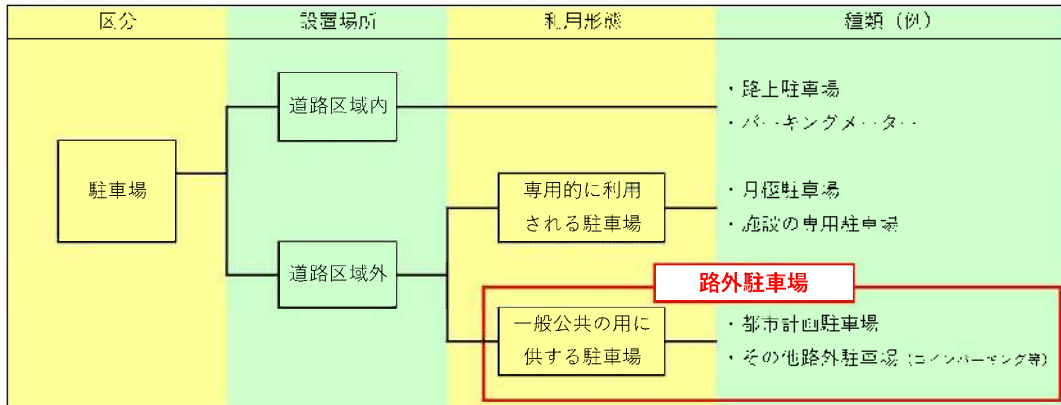 区分 設置場所 利用形態 種類（例）
道路区域内
・路上駐車場
・パーキングメーター
駐車場
専用的に利用
される駐車場
・月極駐車場
・施設の専用駐車場
道路区域外
路外駐車場
一般公共の用に
供する駐車場
・都市計画駐車場
・その他路外駐車場（コインパーキング等）